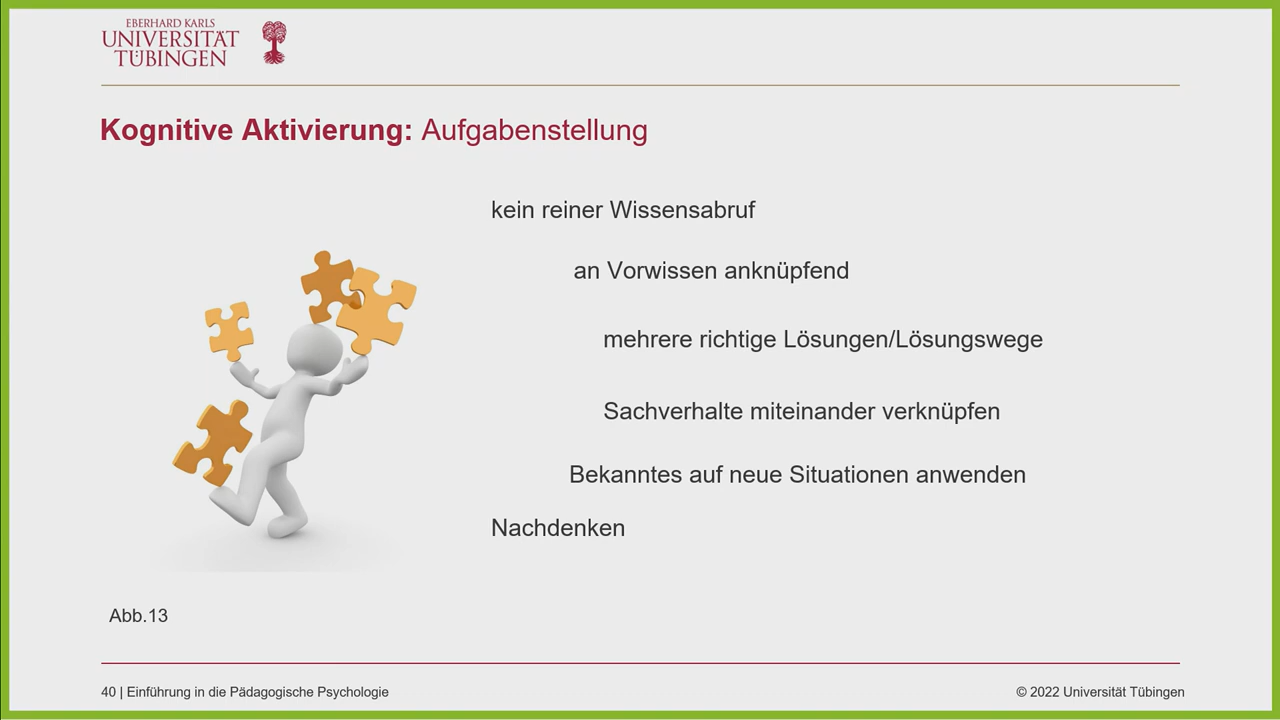 EBERHARD KARLS
UNIVERSITÄT
TÜBINGEN
Kognitive Aktivierung: Aufgabenstellung
kein reiner Wissensabruf
an Vorwissen anknüpfend
mehrere richtige Lösungen/Lösungswege
Sachverhalte miteinander verknüpfen
Bekanntes auf neue Situationen anwenden
Nachdenken
Abb.13
40 | Einführung in die Pädagogische Psychologie
© 2022 Universität Tübingen